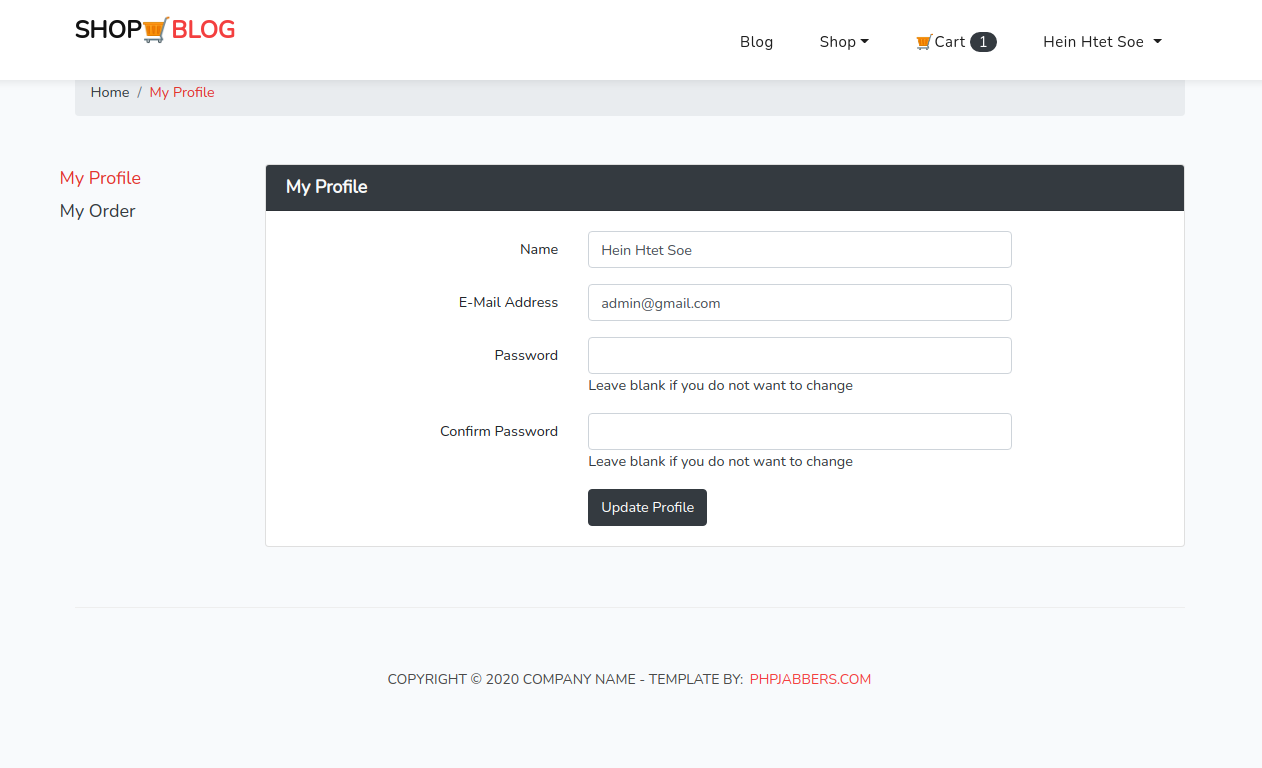 SHOP🛒BLOG
Blog Shop 🛒Cart 1 Hein Htet Soe
Home / My Profile
My Profile
My Order
My Profile
Name Hein Htet Soe
E-Mail Address admin@gmail.com
Password
Leave blank if you do not want to change
Confirm Password
Leave blank if you do not want to change
Update Profile
COPYRIGHT © 2020 COMPANY NAME - TEMPLATE BY: PHPJABBERS.COM